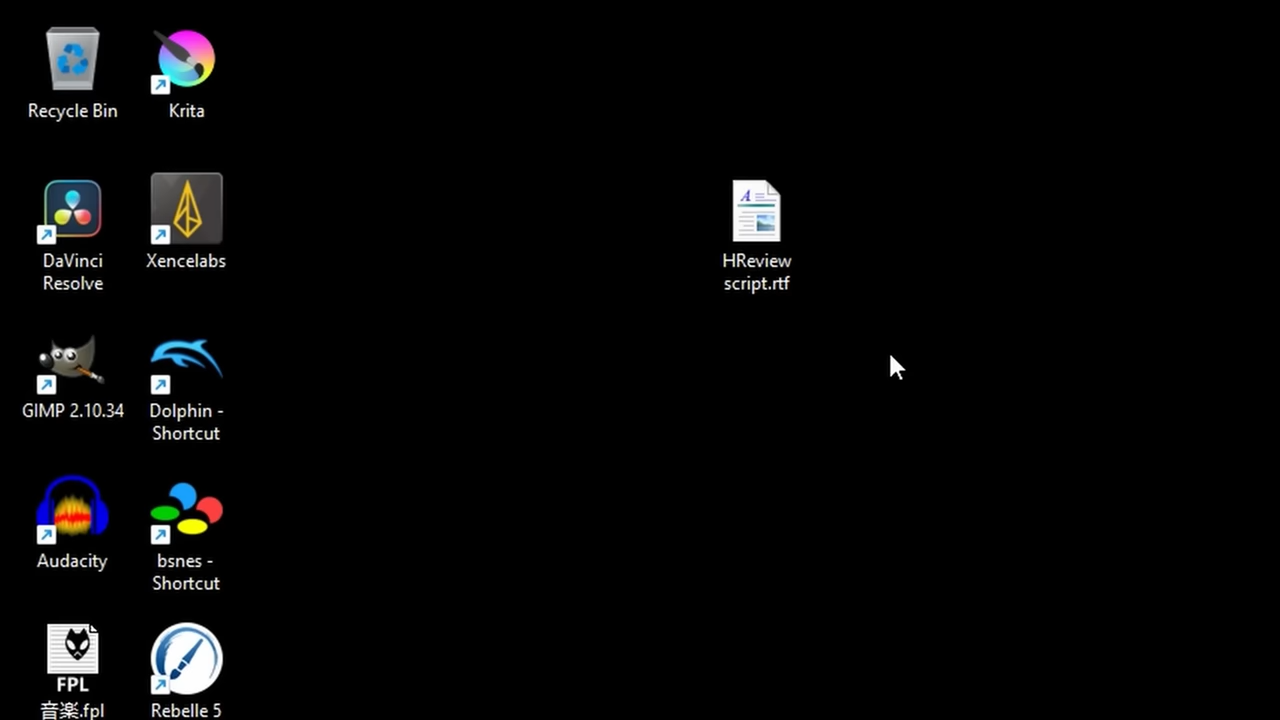 Recycle Bin
Krita
DaVinci
Resolve
Xencelabs
HReview
script.rtf
GIMP 2.10.34
Dolphin -
Shortcut
Audacity
bsnes -
Shortcut
FPL
音楽.fpl
Rebelle 5